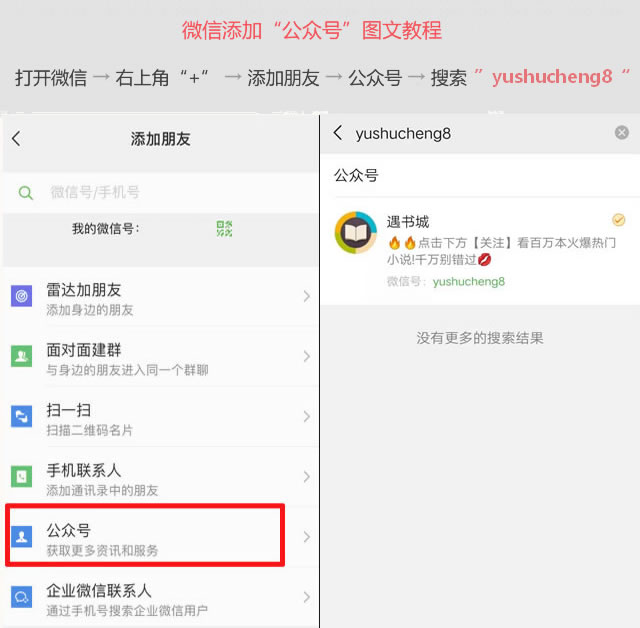 微信添加“公众号”图文教程
打开微信 → 右上角“+” → 添加朋友 → 公众号 → 搜索 ” yushucheng8 ”
添加朋友
微信号/手机号
我的微信号:
雷达加朋友
添加身边的朋友
面对面建群
与身边的朋友进入同一个群聊
扫一扫
扫描二维码名片
手机联系人
添加通讯录中的朋友
公众号
获取更多资讯和服务
企业微信联系人
通过手机号搜索企业微信用户
yushucheng8
公众号
遇书城
🔥🔥点击下方【关注】看百万本火爆热门
小说!千万别错过💋
微信号: yushucheng8
没有更多的搜索结果